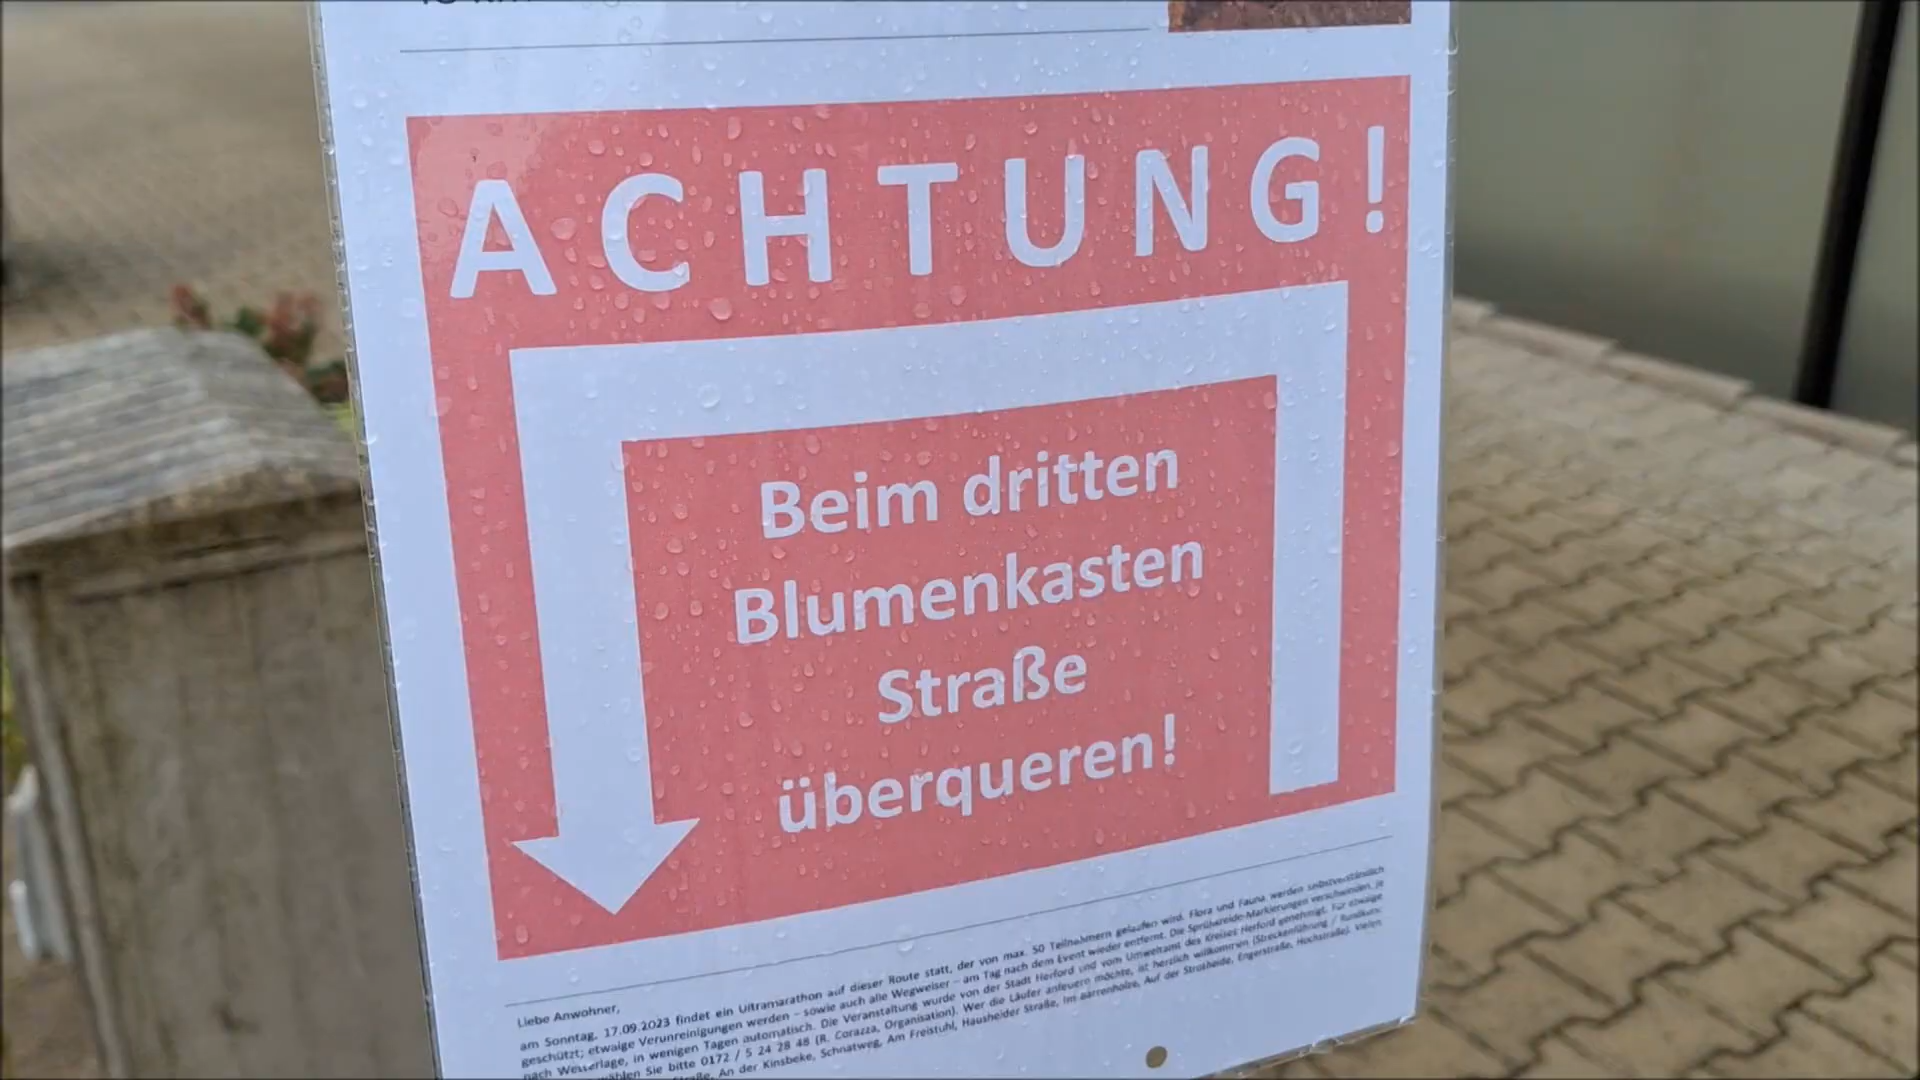 ACHTUNG!
Beim dritten
Blumenkasten
Straße
überqueren!
Liebe Anwohner,
am Sonntag, 17.09.2023 findet ein Ultramarathon auf dieser Route statt, der von max. 50 Teilnehmern gelaufen wird. Flora und Fauna werden selbstverständlich
geschützt; etwaige Verunreinigungen werden – sowie auch alle Wegweiser – am Tag nach dem Event wieder entfernt. Die Sprühkreide-Markierungen verschwinden, je
nach Wetterlage, in wenigen Tagen automatisch. Die Veranstaltung wurde von der Stadt Herford und vom Umweltamt des Kreises Herford genehmigt. Für etwaige
wählen Sie bitte 0172 / 5 24 28 48 (R. Corazza, Organisation). Wer die Läufer anfeuern möchte, ist herzlich willkommen (Streckenführung / Rundkurs:
Straße, An der Kinsbeke, Schnatweg, Am Freistuhl, Hausheider Straße, Im Barrenholze, Auf der Strotheide, Engerstraße, Hochstraße). Vielen